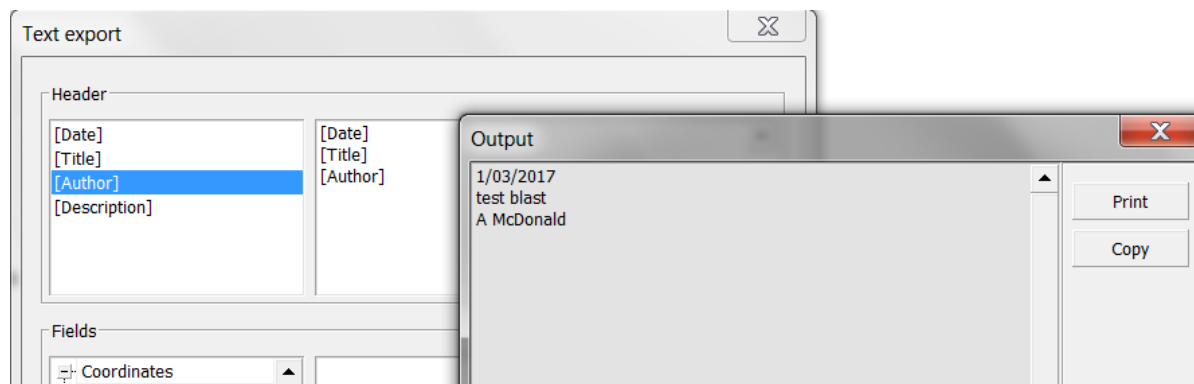 Text export
Header
[Date]
[Title]
[Author]
[Description]
[Date]
[Title]
[Author]
Output
1/03/2017
test blast
A McDonald
Print
Copy
Fields
Coordinates